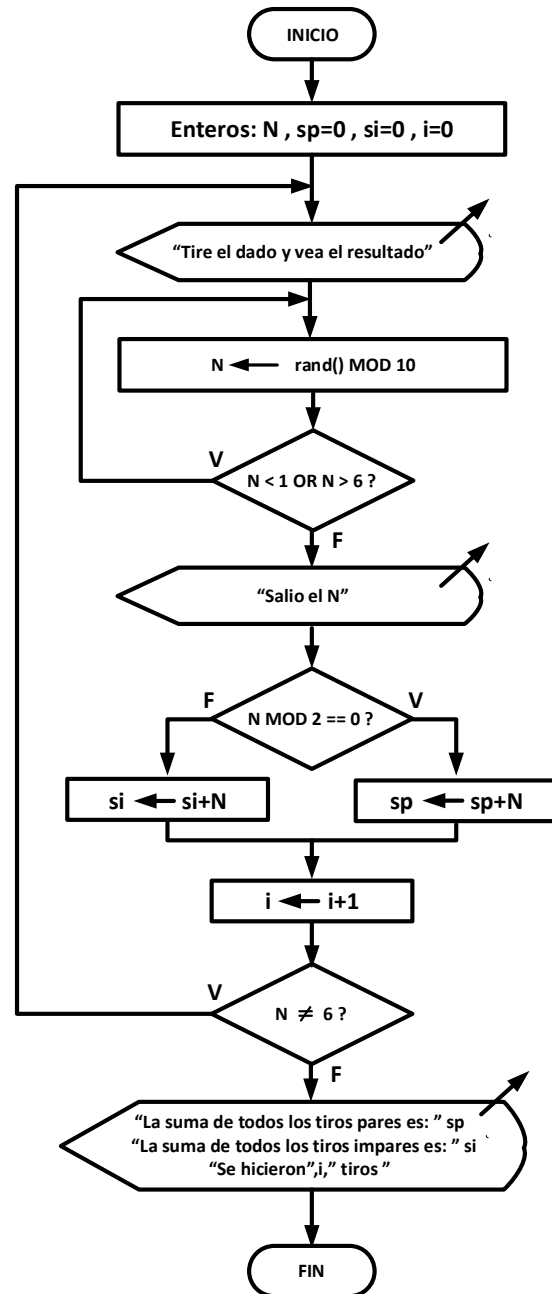 INICIO
Enteros: N , sp=0 , si=0 , i=0
“Tire el dado y vea el resultado”
N ← rand() MOD 10
V
N < 1 OR N > 6 ?
F
“Salio el N”
F
V
N MOD 2 == 0 ?
si ← si+N
sp ← sp+N
i ← i+1
V
N ≠ 6 ?
F
“La suma de todos los tiros pares es: ” sp
“La suma de todos los tiros impares es: ” si
“Se hicieron”,i,” tiros ”
FIN